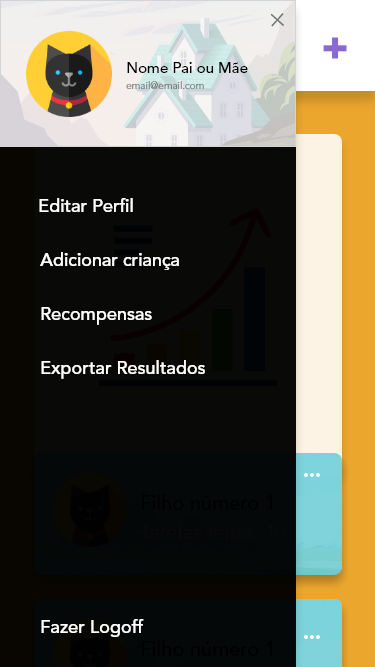 Nome Pai ou Mãe
email@email.com
Editar Perfil
Adicionar criança
Recompensas
Exportar Resultados
Filho número 1
Fazer Logoff
Filho número 1